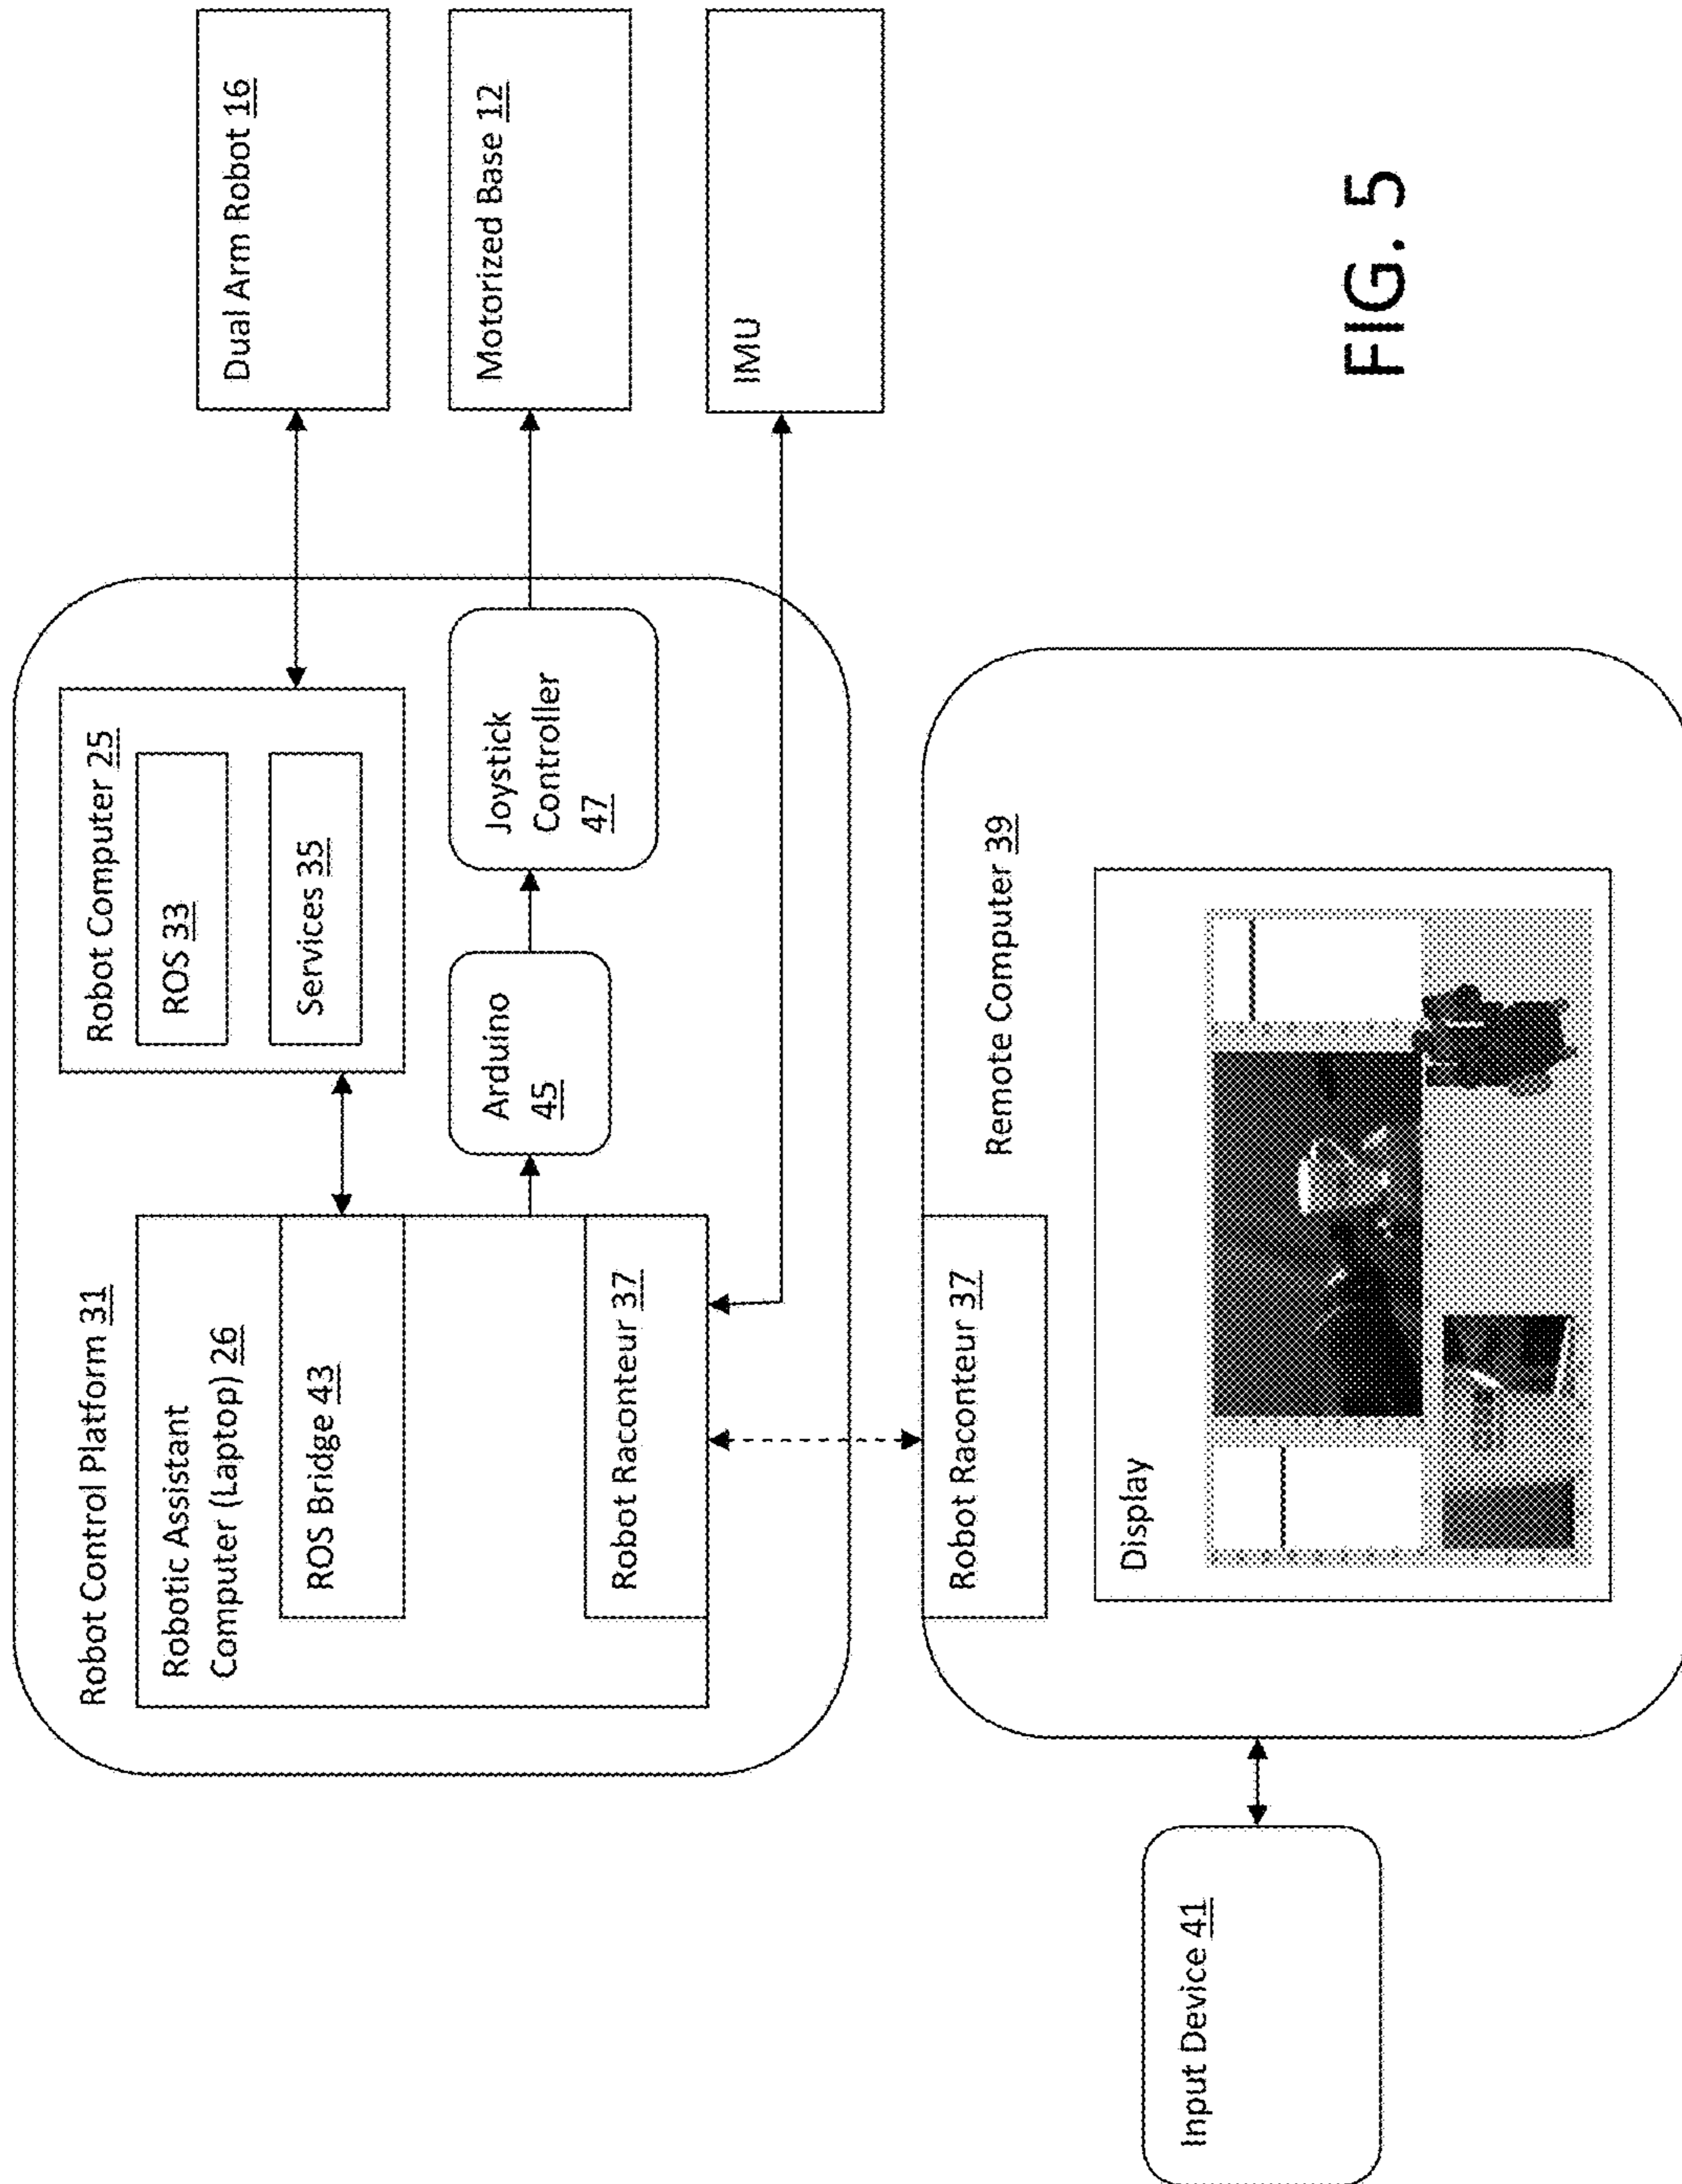 Robot Control Platform 31
Robotic Assistant
Computer (Laptop) 26
ROS Bridge 43
Robot Raconteur 37
Robot Computer 25
ROS 33
Services 35
Arduino
45
Joystick
Controller
47
Dual Arm Robot 16
Motorized Base 12
IMU
Input Device 41
Robot Raconteur 37
Remote Computer 39
Display
FIG. 5